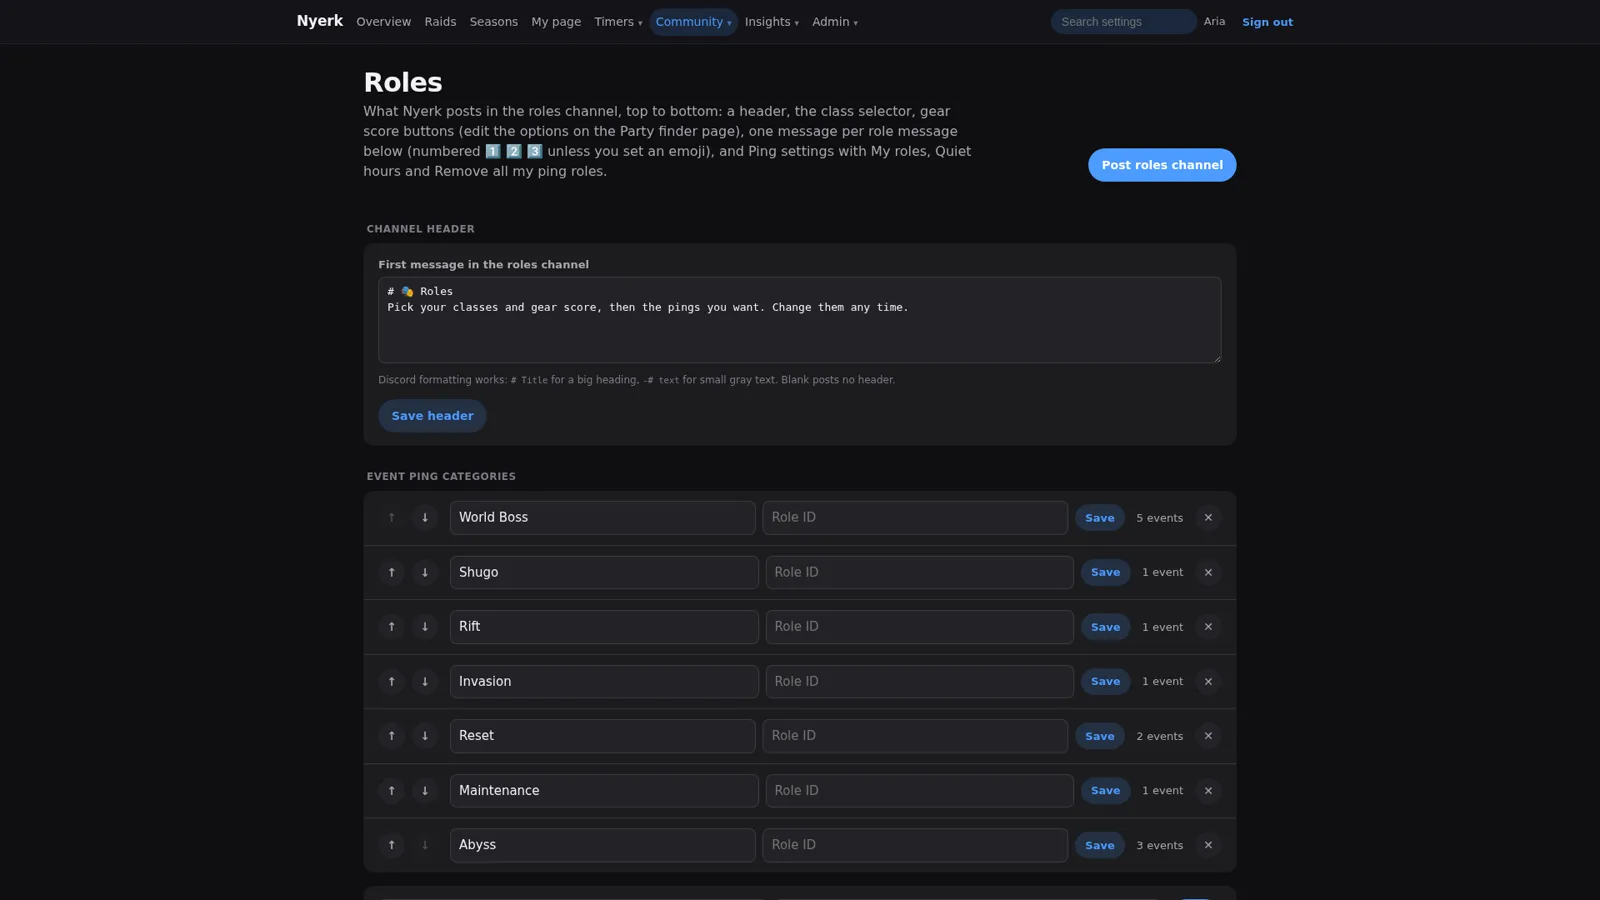 Nyerk Overview Raids Seasons My page Timers ▾ Community ▾ Insights ▾ Admin ▾ Search settings Aria Sign out
Roles
What Nyerk posts in the roles channel, top to bottom: a header, the class selector, gear
score buttons (edit the options on the Party finder page), one message per role message
below (numbered 1️⃣ 2️⃣ 3️⃣ unless you set an emoji), and Ping settings with My roles, Quiet
hours and Remove all my ping roles.
Post roles channel
CHANNEL HEADER
First message in the roles channel
# 🎭 Roles
Pick your classes and gear score, then the pings you want. Change them any time.
Discord formatting works: # Title for a big heading, -# text for small gray text. Blank posts no header.
Save header
EVENT PING CATEGORIES
↑ ↓ World Boss Role ID Save 5 events ✕
↑ ↓ Shugo Role ID Save 1 event ✕
↑ ↓ Rift Role ID Save 1 event ✕
↑ ↓ Invasion Role ID Save 1 event ✕
↑ ↓ Reset Role ID Save 2 events ✕
↑ ↓ Maintenance Role ID Save 1 event ✕
↑ ↓ Abyss Role ID Save 3 events ✕